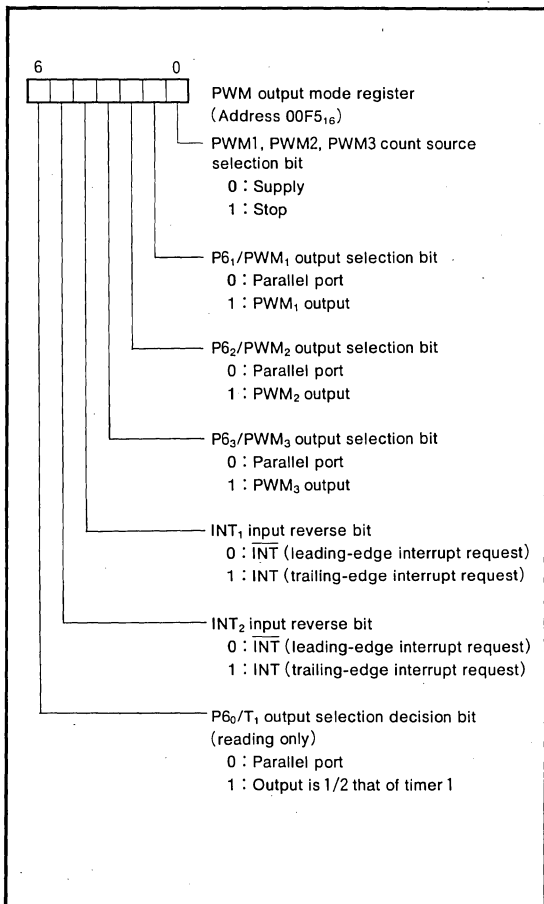 6 0
PWM output mode register
(Address 00F5₁₆)
PWM1, PWM2, PWM3 count source
selection bit
0 : Supply
1 : Stop
P6₁/PWM₁ output selection bit
0 : Parallel port
1 : PWM₁ output
P6₂/PWM₂ output selection bit
0 : Parallel port
1 : PWM₂ output
P6₃/PWM₃ output selection bit
0 : Parallel port
1 : PWM₃ output
INT₁ input reverse bit
0 : I̅N̅T̅ (leading-edge interrupt request)
1 : INT (trailing-edge interrupt request)
INT₂ input reverse bit
0 : I̅N̅T̅ (leading-edge interrupt request)
1 : INT (trailing-edge interrupt request)
P6₀/T₁ output selection decision bit
(reading only)
0 : Parallel port
1 : Output is 1/2 that of timer 1